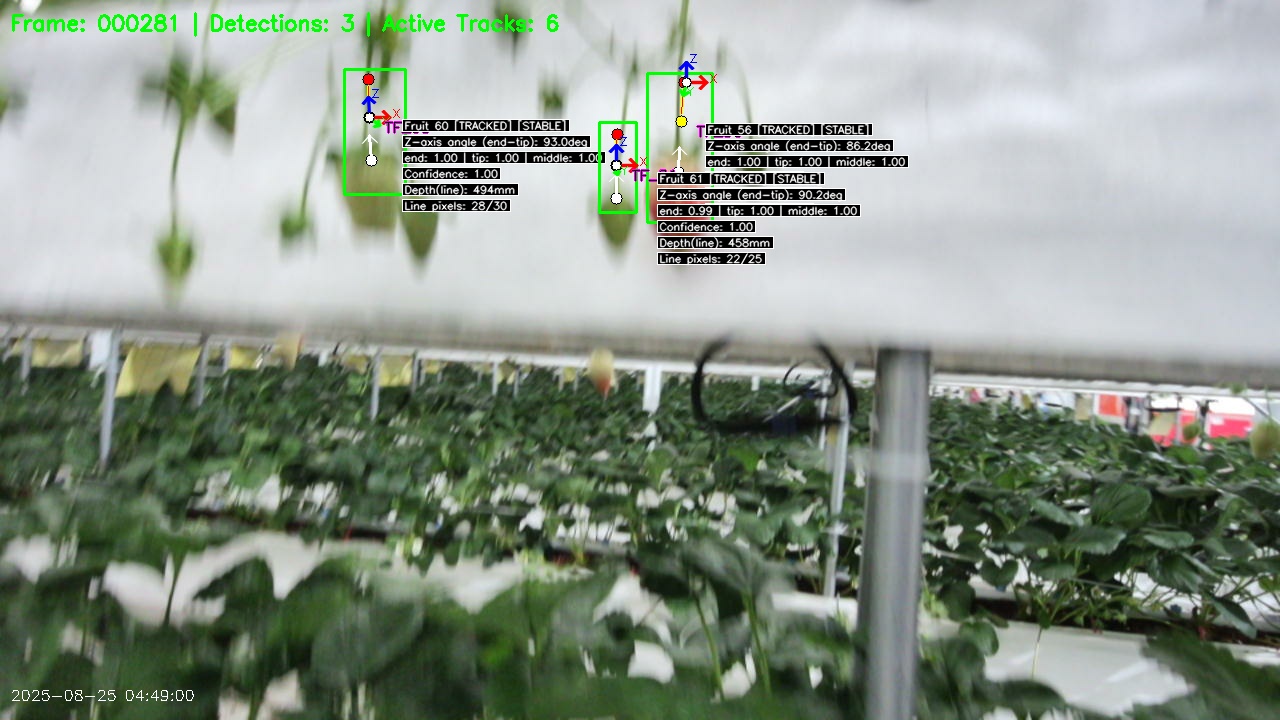 Frame: 000281 | Detections: 3 | Active Tracks: 6
Z
X
Fruit 60 [TRACKED] [STABLE]
Z-axis angle (end-tip): 93.0deg
end: 1.00 | tip: 1.00 | middle: 1.00
Confidence: 1.00
Depth(line): 494mm
Line pixels: 28/30
Z
X
Fruit 56 [TRACKED] [STABLE]
Z-axis angle (end-tip): 86.2deg
end: 1.00 | tip: 1.00 | middle: 1.00
Z
X
Fruit 61 [TRACKED] [STABLE]
Z-axis angle (end-tip): 90.2deg
end: 0.99 | tip: 1.00 | middle: 1.00
Confidence: 1.00
Depth(line): 458mm
Line pixels: 22/25
2025-08-25 04:49:00